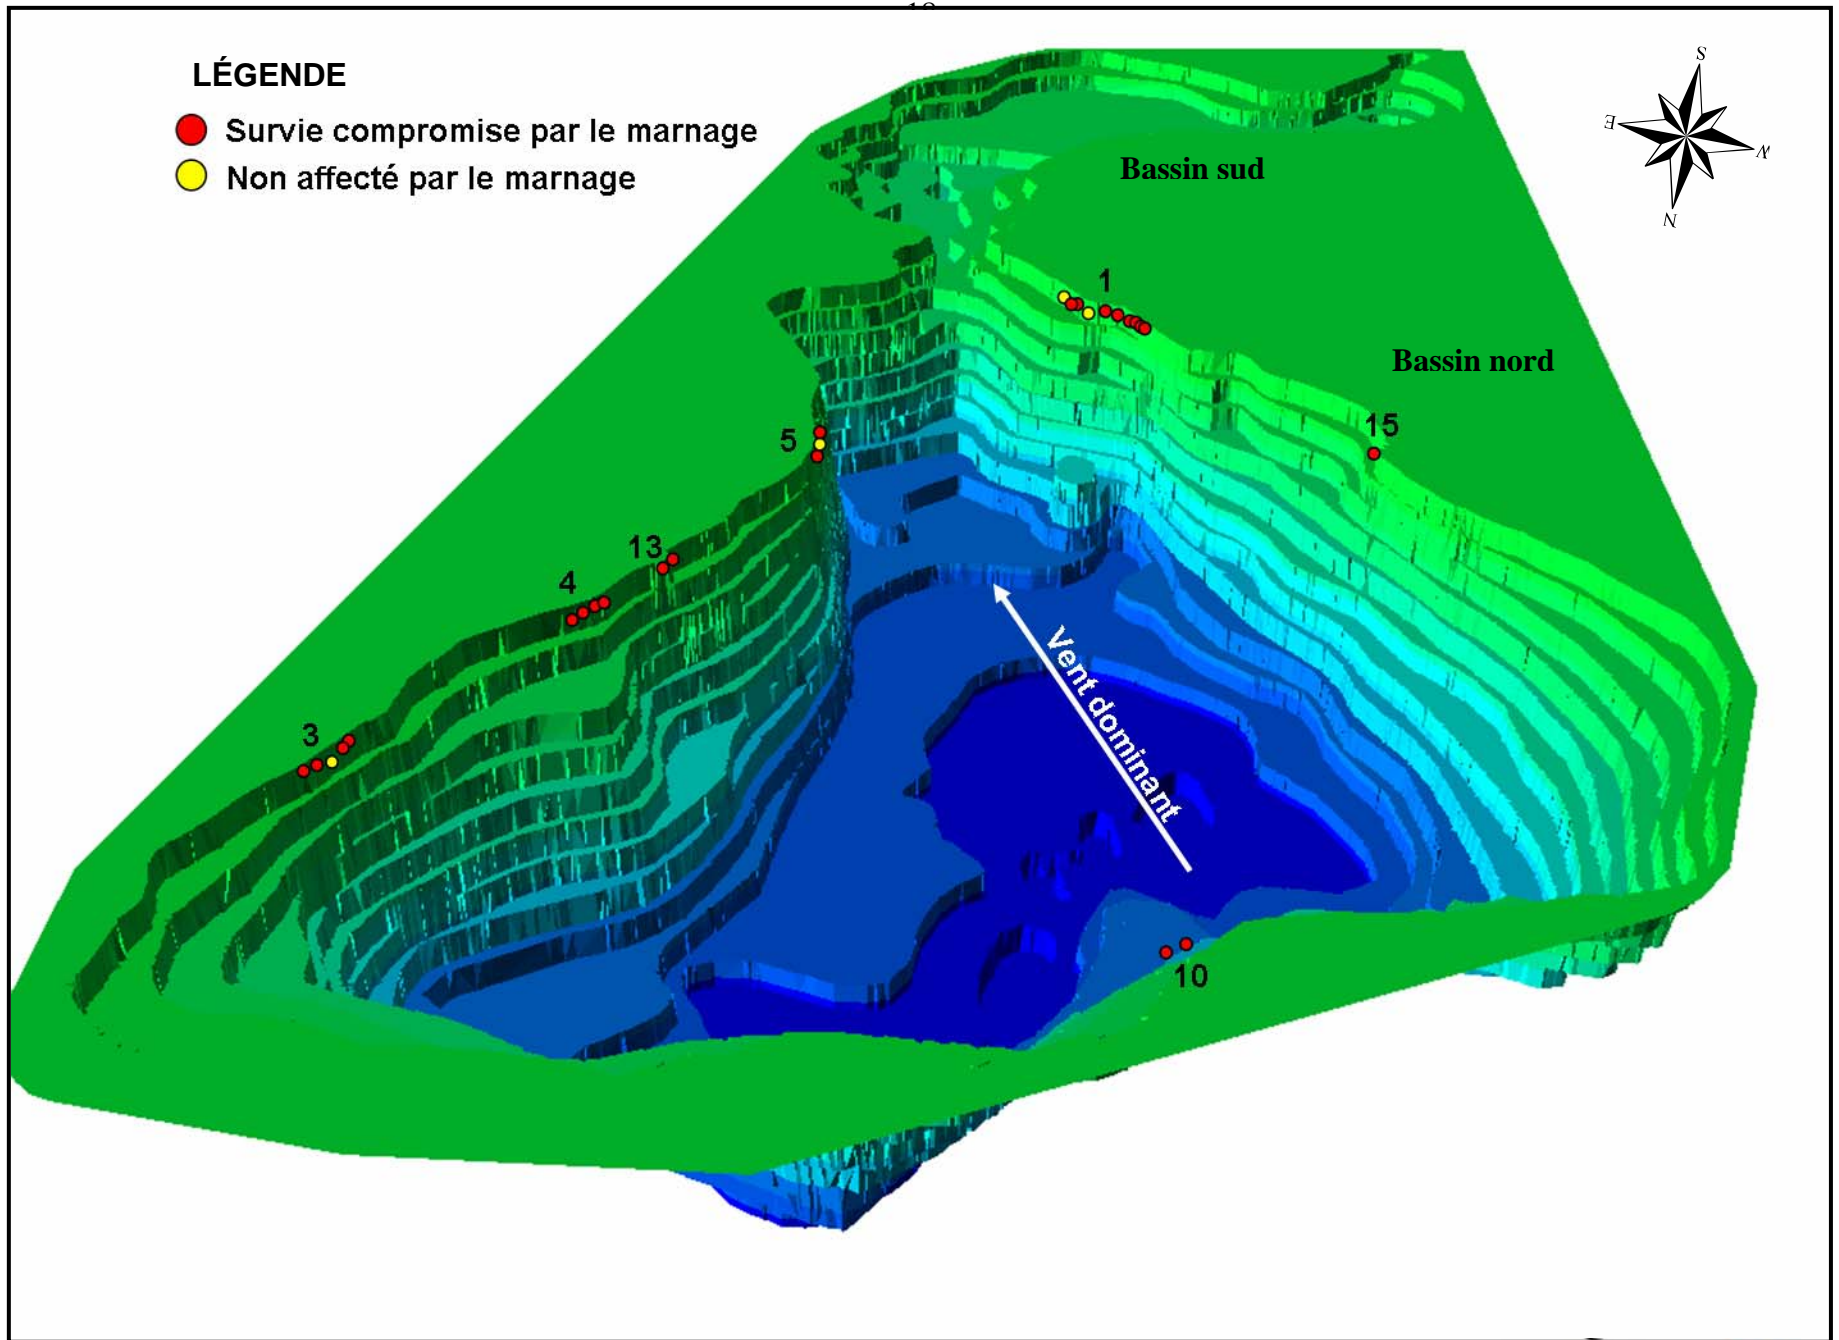 LÉGENDE
Survie compromise par le marnage
Non affecté par le marnage
S
E
W
N
Bassin sud
1
Bassin nord
15
5
13
4
Vent dominant
3
10